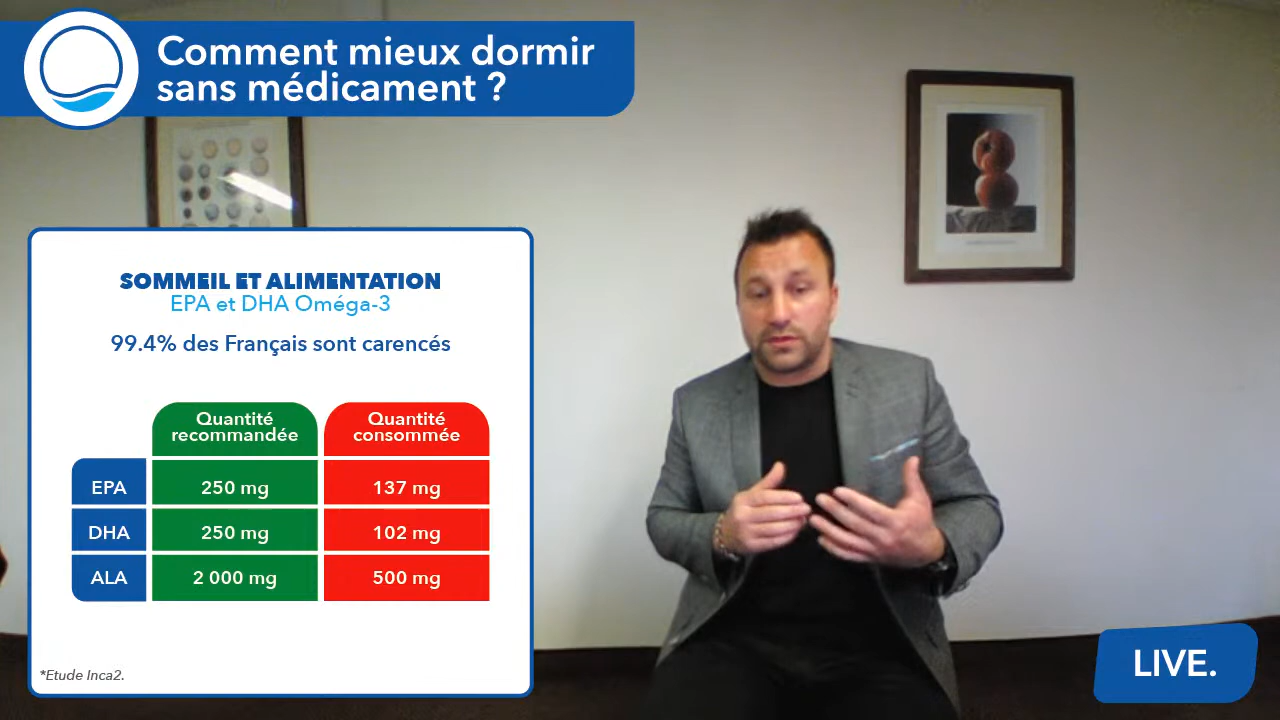 Comment mieux dormir
sans médicament ?
SOMMEIL ET ALIMENTATION
EPA et DHA Oméga-3
99.4% des Français sont carencés
Quantité
recommandée
Quantité
consommée
EPA
250 mg
137 mg
DHA
250 mg
102 mg
ALA
2 000 mg
500 mg
*Etude Inca2.
LIVE.